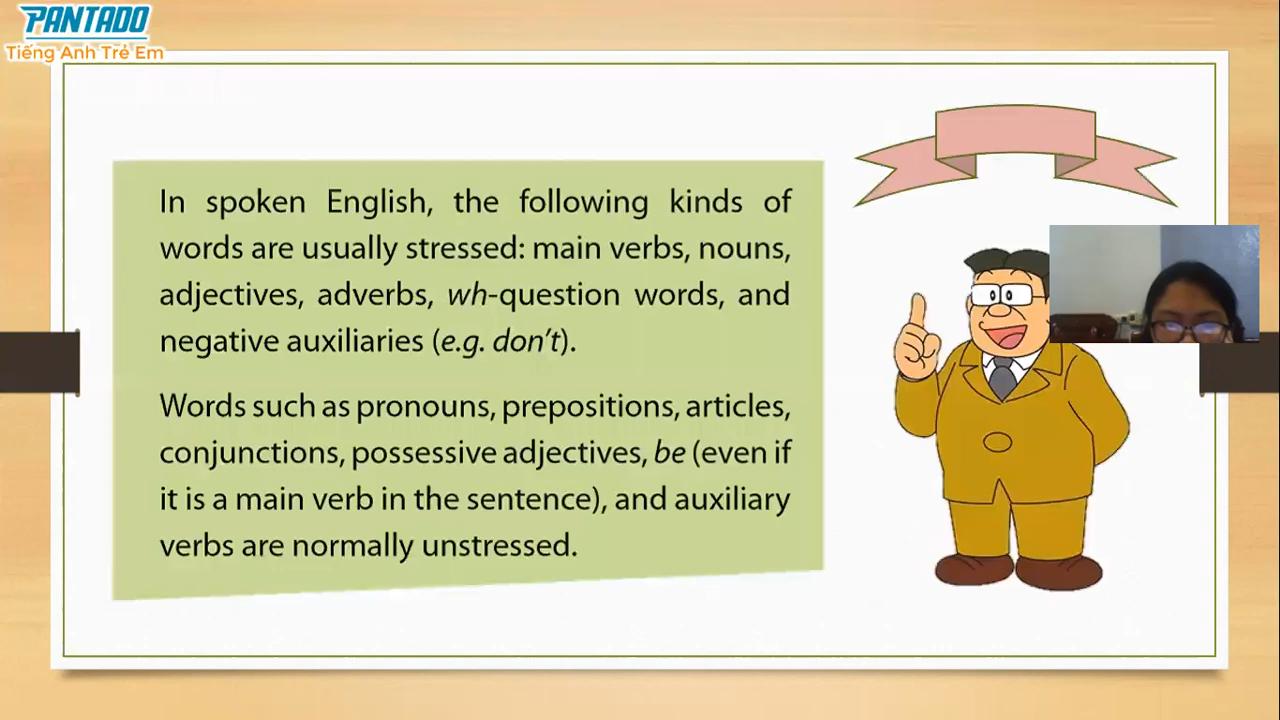 PANTADO
Tiếng Anh Trẻ Em
In spoken English, the following kinds of
words are usually stressed: main verbs, nouns,
adjectives, adverbs, wh-question words, and
negative auxiliaries (e.g. don't).
Words such as pronouns, prepositions, articles,
conjunctions, possessive adjectives, be (even if
it is a main verb in the sentence), and auxiliary
verbs are normally unstressed.